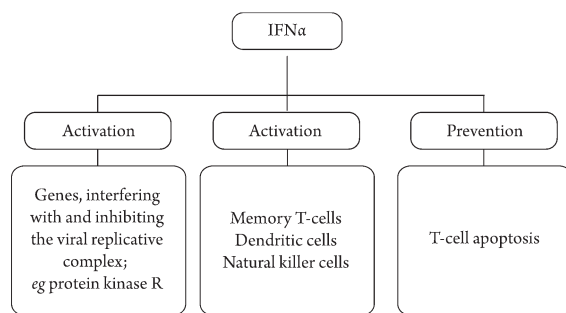 IFNα
Activation
Genes, interfering
with and inhibiting
the viral replicative
complex;
eg protein kinase R
Activation
Memory T-cells
Dendritic cells
Natural killer cells
Prevention
T-cell apoptosis